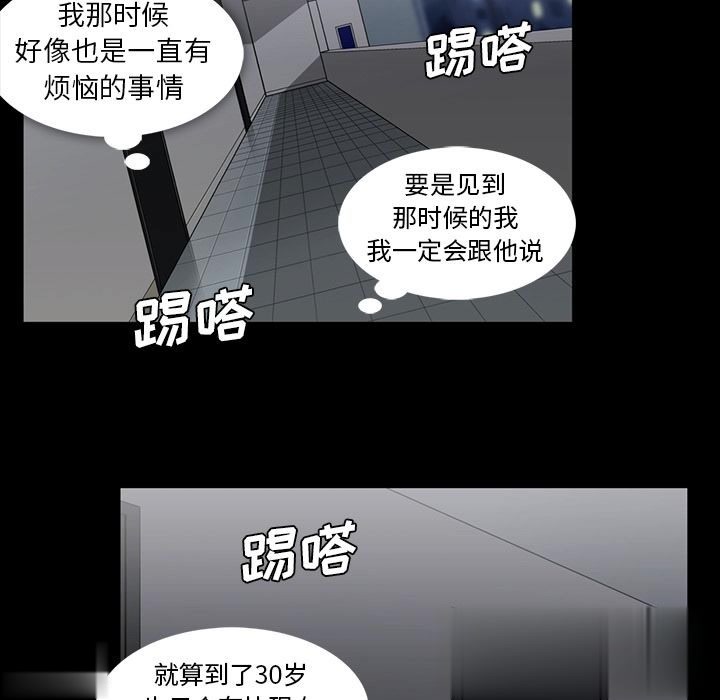 我那时候
好像也是一直有
烦恼的事情
踢嗒
要是见到
那时候的我
我一定会跟他说
踢嗒
踢嗒
就算到了30岁